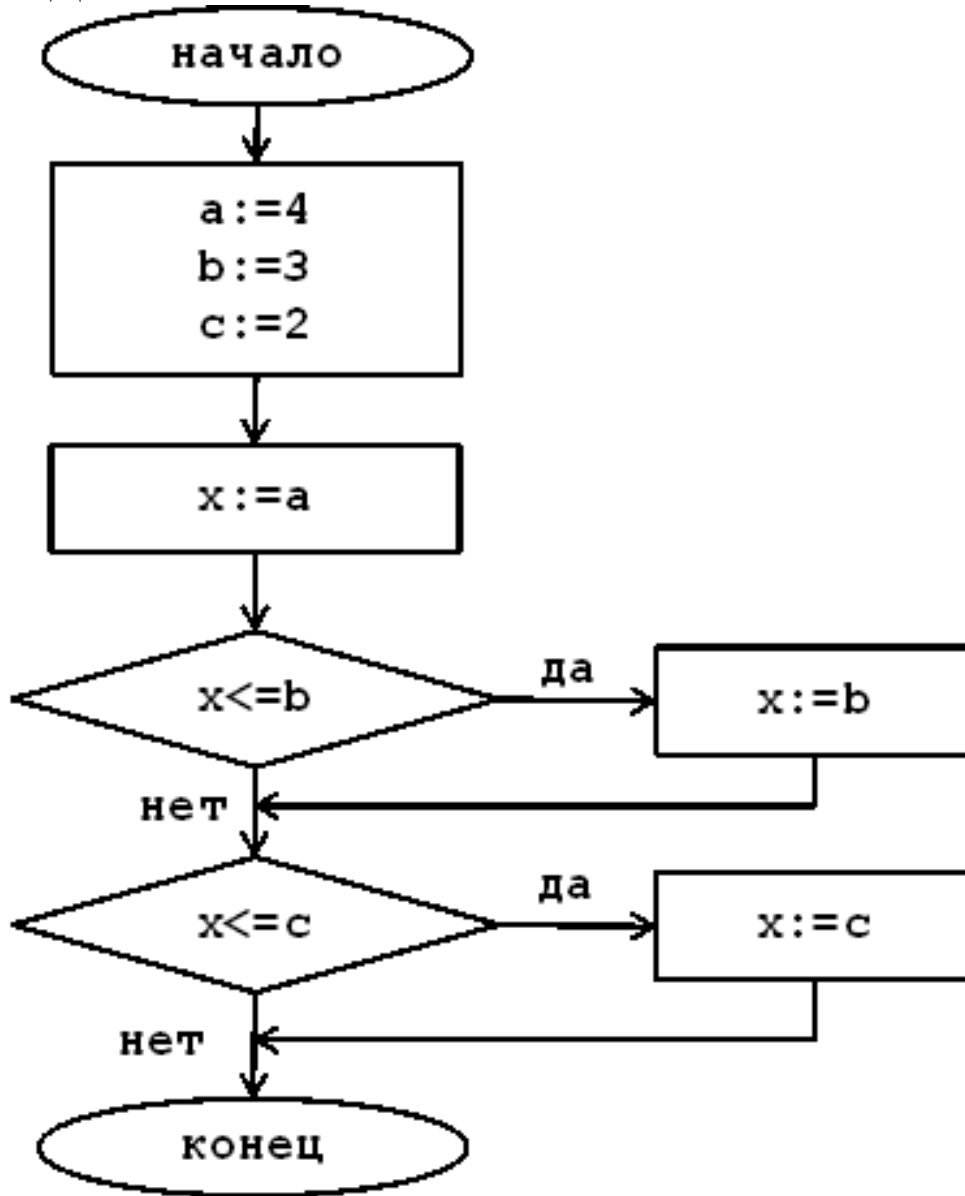 начало
a:=4
b:=3
c:=2
x:=a
x<=b
да
x:=b
нет
x<=c
да
x:=c
нет
конец